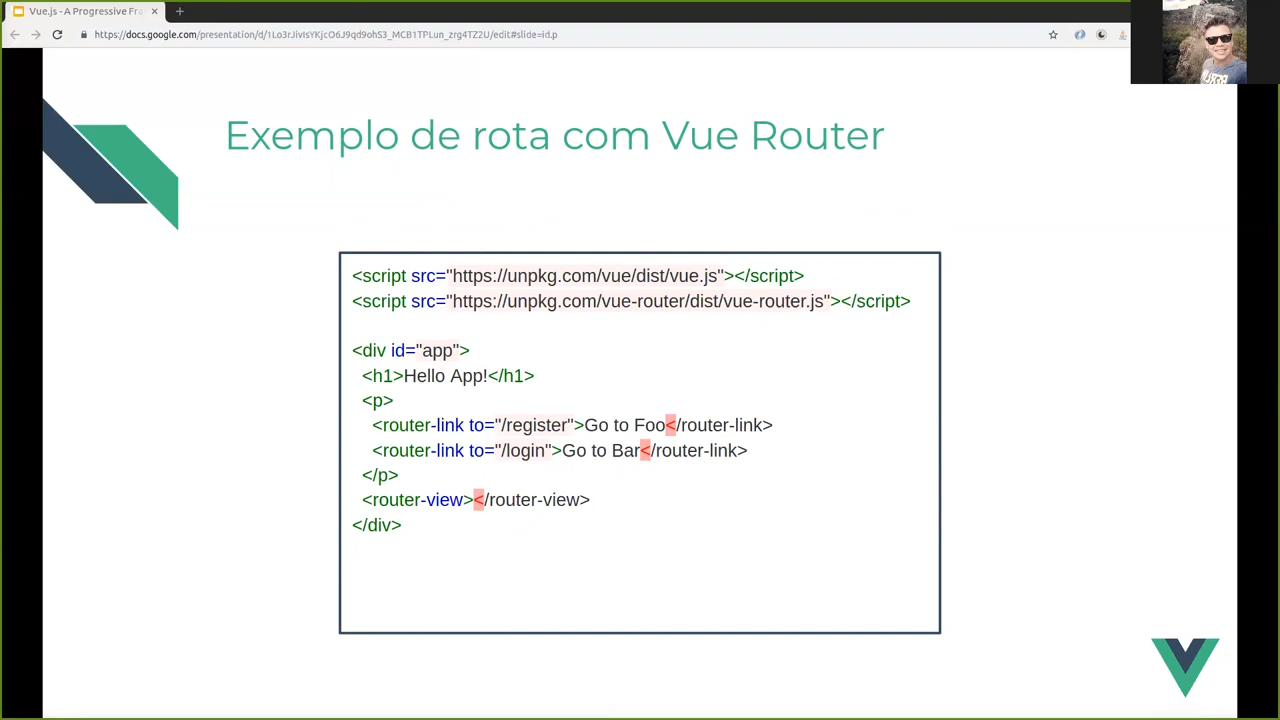 Vue.js - A Progressive Fra
https://docs.google.com/presentation/d/1Lo3rJivIsYKjcO6J9qd9ohS3_MCB1TPLun_zrg4TZ2U/edit#slide=id.p
Exemplo de rota com Vue Router
<script src="https://unpkg.com/vue/dist/vue.js"></script>
<script src="https://unpkg.com/vue-router/dist/vue-router.js"></script>
<div id="app">
<h1>Hello App!</h1>
<p>
<router-link to="/register">Go to Foo</router-link>
<router-link to="/login">Go to Bar</router-link>
</p>
<router-view></router-view>
</div>